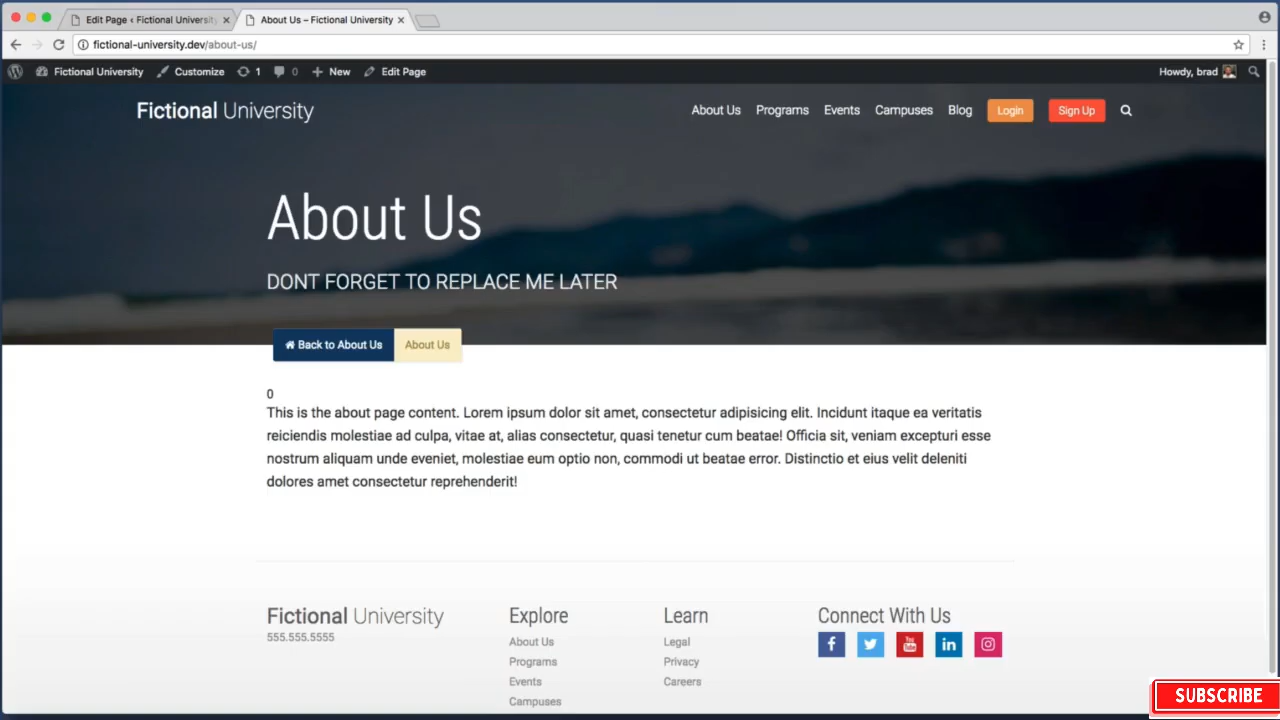 Edit Page ‹ Fictional University
About Us – Fictional University
fictional-university.dev/about-us/
Fictional University Customize 1 0 New Edit Page Howdy, brad
Fictional University About Us Programs Events Campuses Blog Login Sign Up
About Us
DONT FORGET TO REPLACE ME LATER
Back to About Us About Us
0
This is the about page content. Lorem ipsum dolor sit amet, consectetur adipisicing elit. Incidunt itaque ea veritatis
reiciendis molestiae ad culpa, vitae at, alias consectetur, quasi tenetur cum beatae! Officia sit, veniam excepturi esse
nostrum aliquam unde eveniet, molestiae eum optio non, commodi ut beatae error. Distinctio et eius velit deleniti
dolores amet consectetur reprehenderit!
Fictional University
555.555.5555
Explore
About Us
Programs
Events
Campuses
Learn
Legal
Privacy
Careers
Connect With Us
You Tube
in
SUBSCRIBE